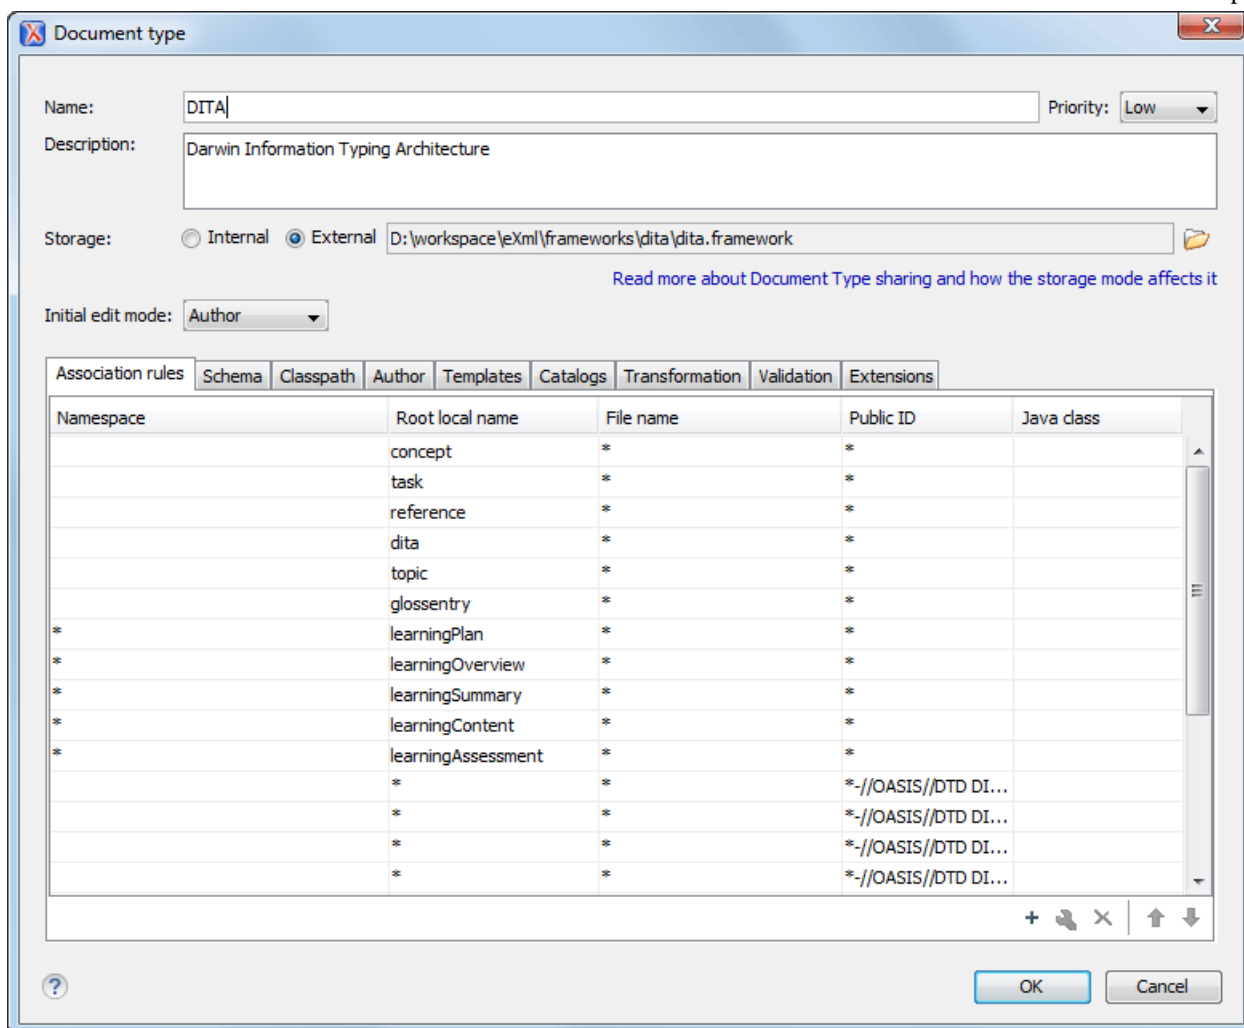 Document type
Name: DITA Priority: Low
Description: Darwin Information Typing Architecture
Storage: Internal External D:\workspace\eXml\frameworks\dita\dita.framework
Read more about Document Type sharing and how the storage mode affects it
Initial edit mode: Author
Association rules Schema Classpath Author Templates Catalogs Transformation Validation Extensions
Namespace Root local name File name Public ID Java class
concept * *
task * *
reference * *
dita * *
topic * *
glossentry * *
* learningPlan * *
* learningOverview * *
* learningSummary * *
* learningContent * *
* learningAssessment * *
* * *-//OASIS//DTD DI...
* * *-//OASIS//DTD DI...
* * *-//OASIS//DTD DI...
* * *-//OASIS//DTD DI...
OK Cancel